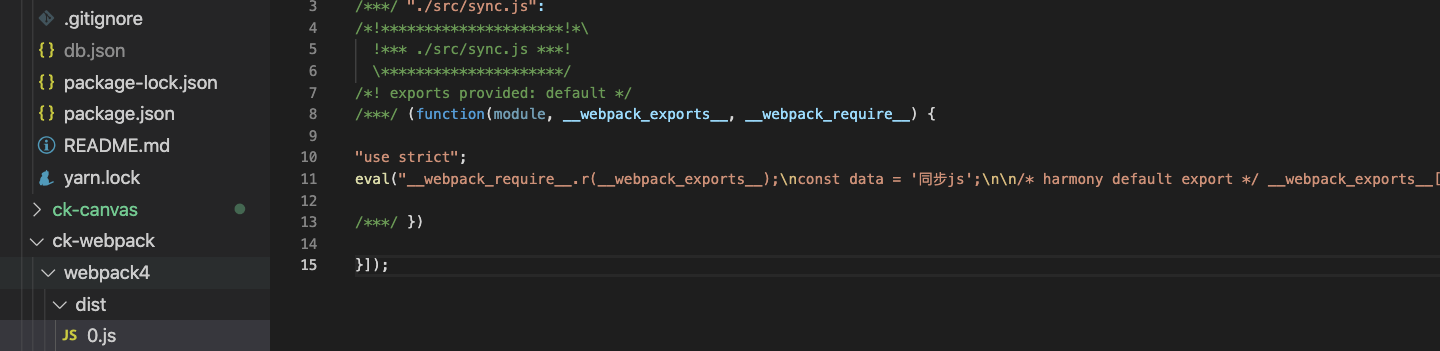 .gitignore
db.json
package-lock.json
package.json
README.md
yarn.lock
ck-canvas
ck-webpack
webpack4
dist
JS 0.js
3 /***/ "./src/sync.js":
4 /*!*********************!*\
5   !*** ./src/sync.js ***!
6   \*********************/
7 /*! exports provided: default */
8 /***/ (function(module, __webpack_exports__, __webpack_require__) {
9
10 "use strict";
11 eval("__webpack_require__.r(__webpack_exports__);\nconst data = '同步js';\n\n/* harmony default export */ __webpack_exports__[
12
13 /***/ })
14
15 }]);